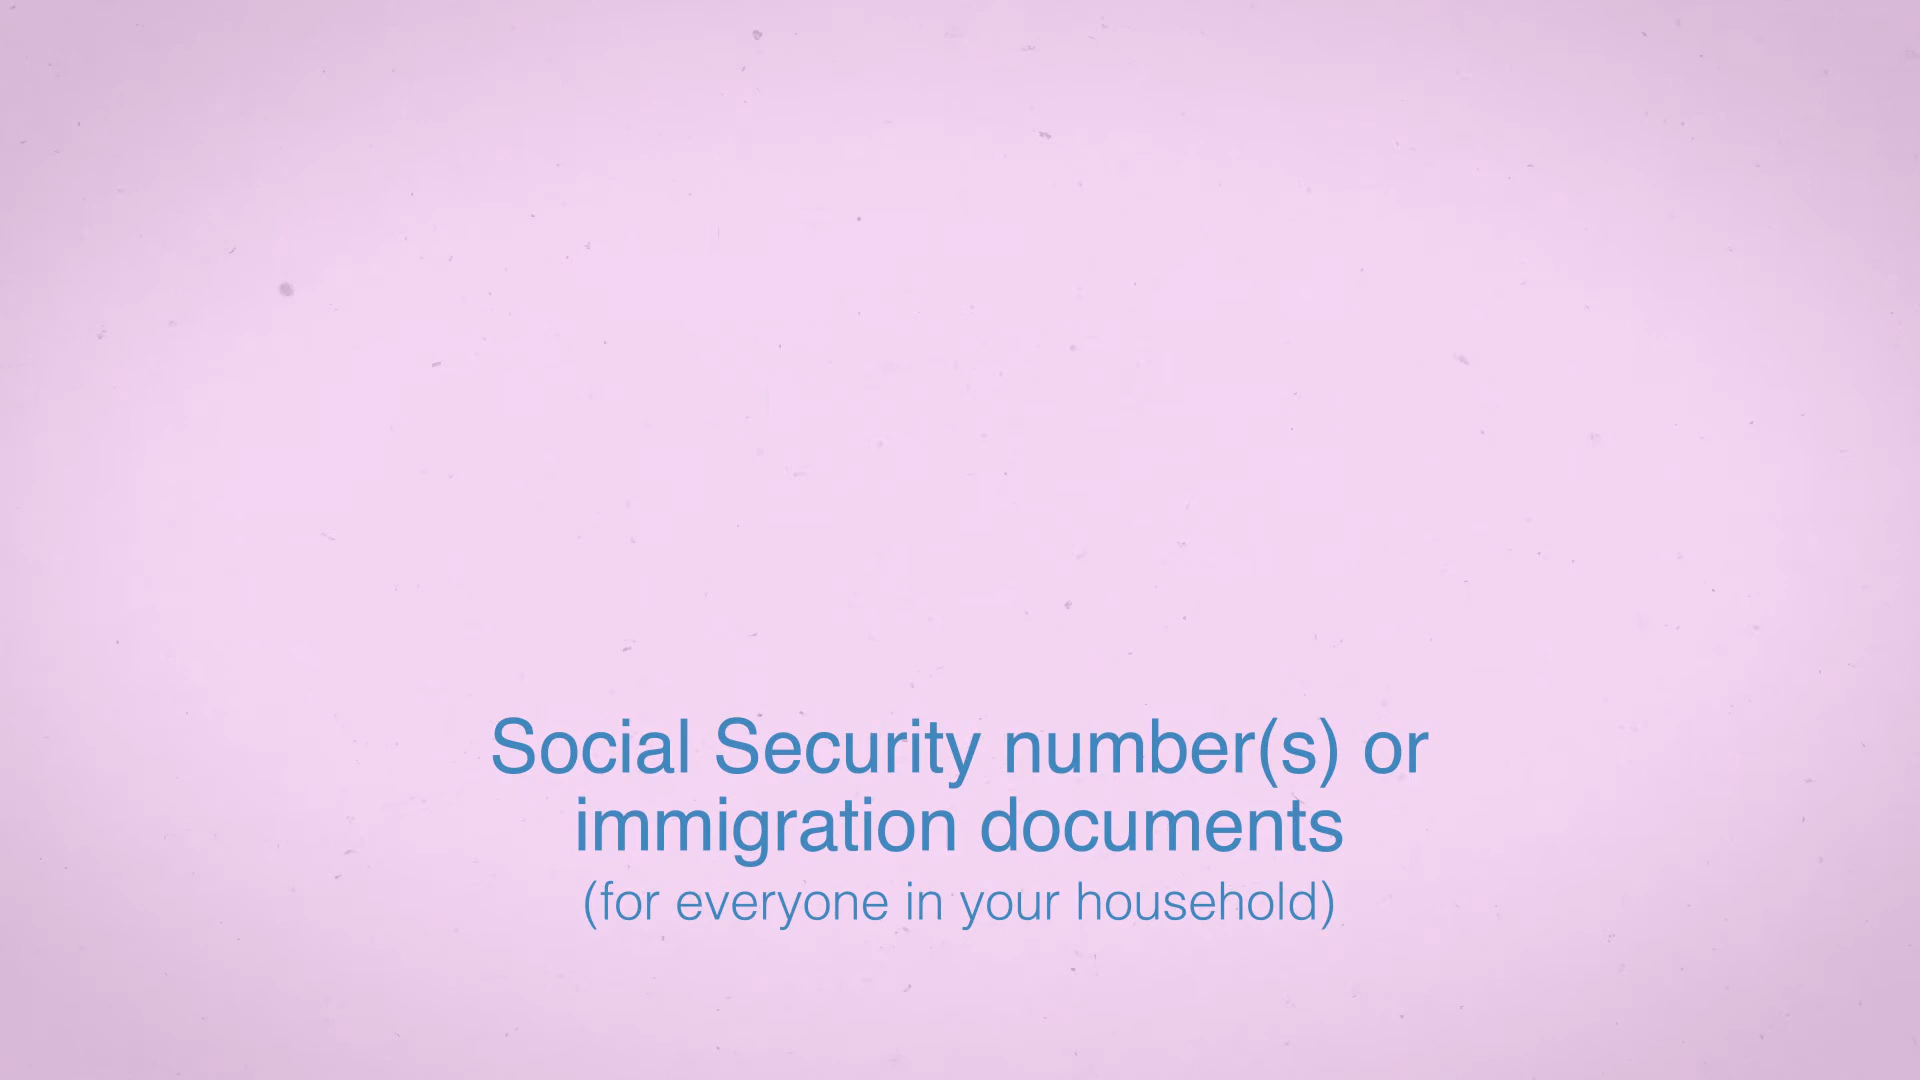 Social Security number(s) or
immigration documents
(for everyone in your household)